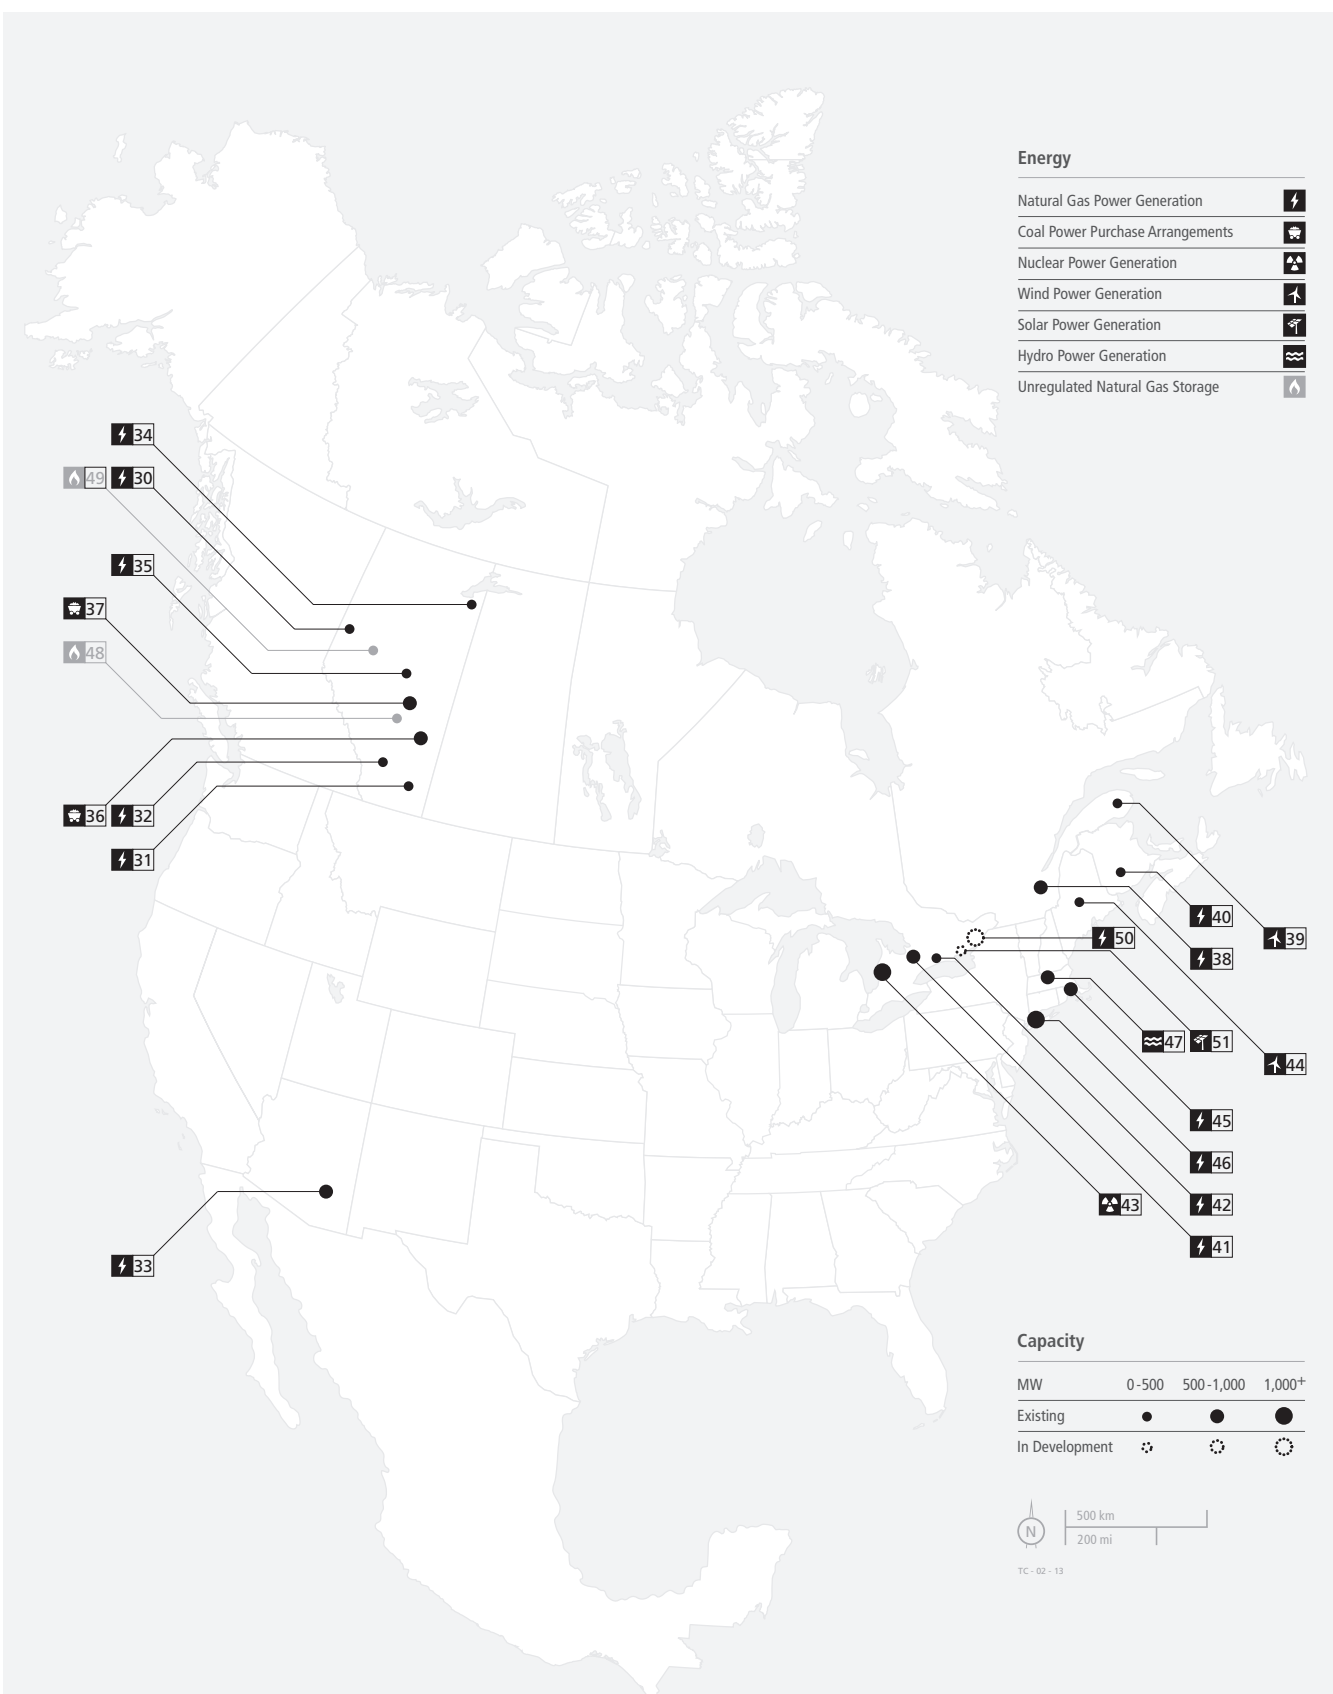 Energy
Natural Gas Power Generation
Coal Power Purchase Arrangements
Nuclear Power Generation
Wind Power Generation
Solar Power Generation
Hydro Power Generation
Unregulated Natural Gas Storage
34
49 30
35
37
48
36 32
31
33
40
50 39
38
47 51
44
45
46
43 42
41
Capacity
MW 0-500 500-1,000 1,000+
Existing
In Development
N
500 km
200 mi
TC - 02 - 13